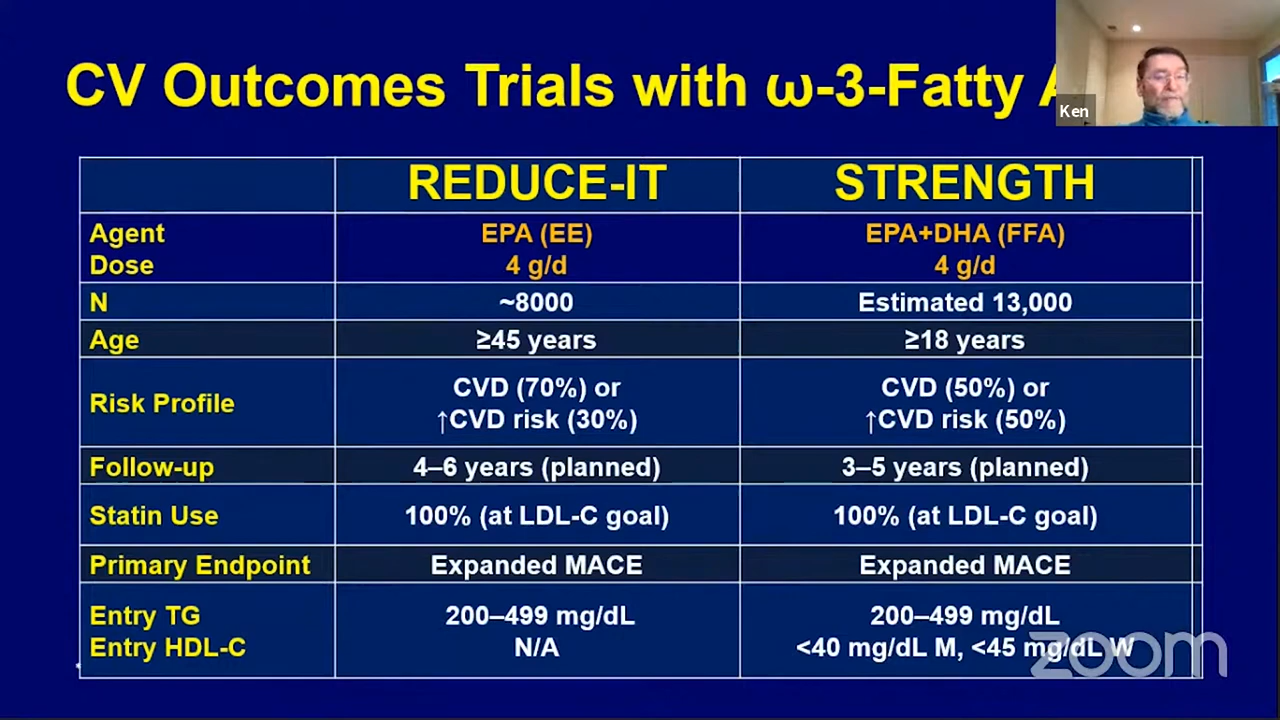 CV Outcomes Trials with ω-3-Fatty
Ken
REDUCE-IT STRENGTH
Agent EPA (EE) EPA+DHA (FFA)
Dose 4 g/d 4 g/d
N ~8000 Estimated 13,000
Age ≥45 years ≥18 years
Risk Profile CVD (70%) or CVD (50%) or
↑CVD risk (30%) ↑CVD risk (50%)
Follow-up 4–6 years (planned) 3–5 years (planned)
Statin Use 100% (at LDL-C goal) 100% (at LDL-C goal)
Primary Endpoint Expanded MACE Expanded MACE
Entry TG 200–499 mg/dL 200–499 mg/dL
Entry HDL-C N/A <40 mg/dL M, <45 mg/dL W
zoom